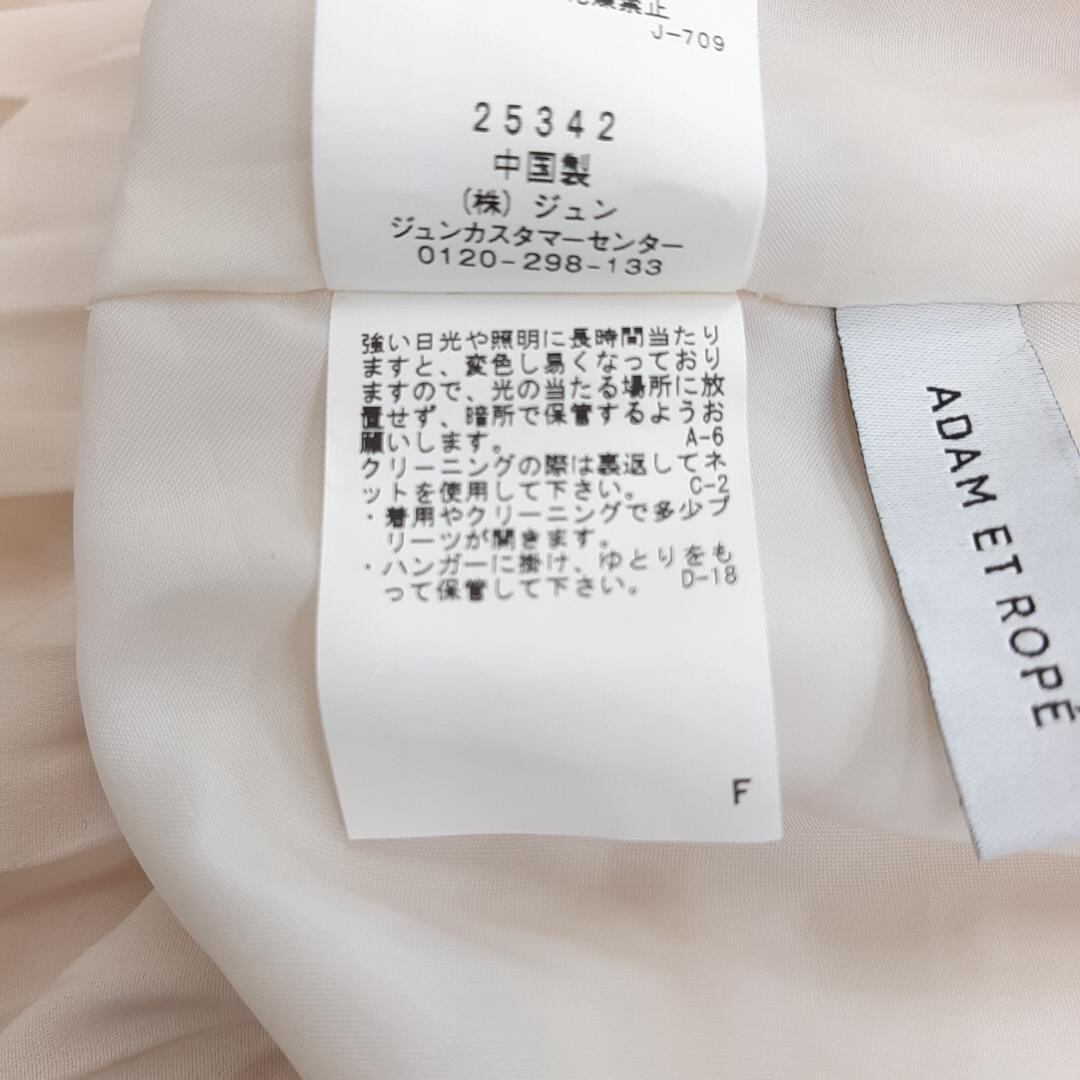 燥禁止
J-709
25342
中国製
(株) ジュン
ジュンカスタマーセンター
0120-298-133
強い日光や照明に長時間当たり
ますと、変色し易くなっており
ますので、光の当たる場所に放
置せず、暗所で保管するようお
願いします。 A-6
クリーニングの際は裏返してネ
ットを使用して下さい。 C-2
・着用やクリーニングで多少プ
リーツが開きます。
・ハンガーに掛け、ゆとりをも
って保管して下さい。 D-18
F
ADAM ET ROPÉ